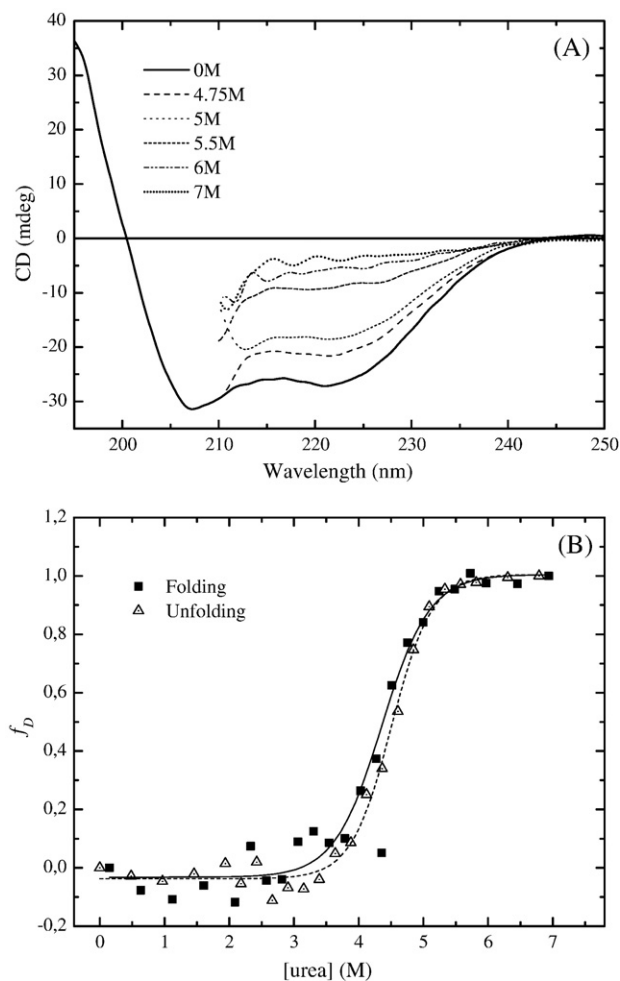 (A)
40
30
20
10
0
-10
-20
-30
CD (mdeg)
0M
4.75M
5M
5.5M
6M
7M
200 210 220 230 240 250
Wavelength (nm)
(B)
1,2
1,0
0,8
0,6
0,4
0,2
0,0
-0,2
f_D
Folding
Unfolding
0 1 2 3 4 5 6 7
[urea] (M)